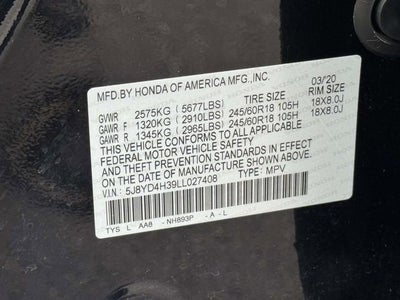 MFD.BY HONDA OF AMERICA MFG.,INC. 03/20
GVWR 2575KG (5677LBS) TIRE SIZE RIM SIZE
GAWR F 1320KG (2910LBS) 245/60R18 105H 18X8.0J
GAWR R 1345KG (2965LBS) 245/60R18 105H 18X8.0J
THIS VEHICLE CONFORMS TO ALL APPLICABLE
FEDERAL MOTOR VEHICLE SAFETY, BUMPER,
AND THEFT PREVENTION STANDARDS IN EFFECT
ON THE DATE OF MANUFACTURE SHOWN ABOVE.
V.I.N.: 5J8YD4H39LL027408 TYPE: MPV
TYS L AA8 -NH893P -A -L